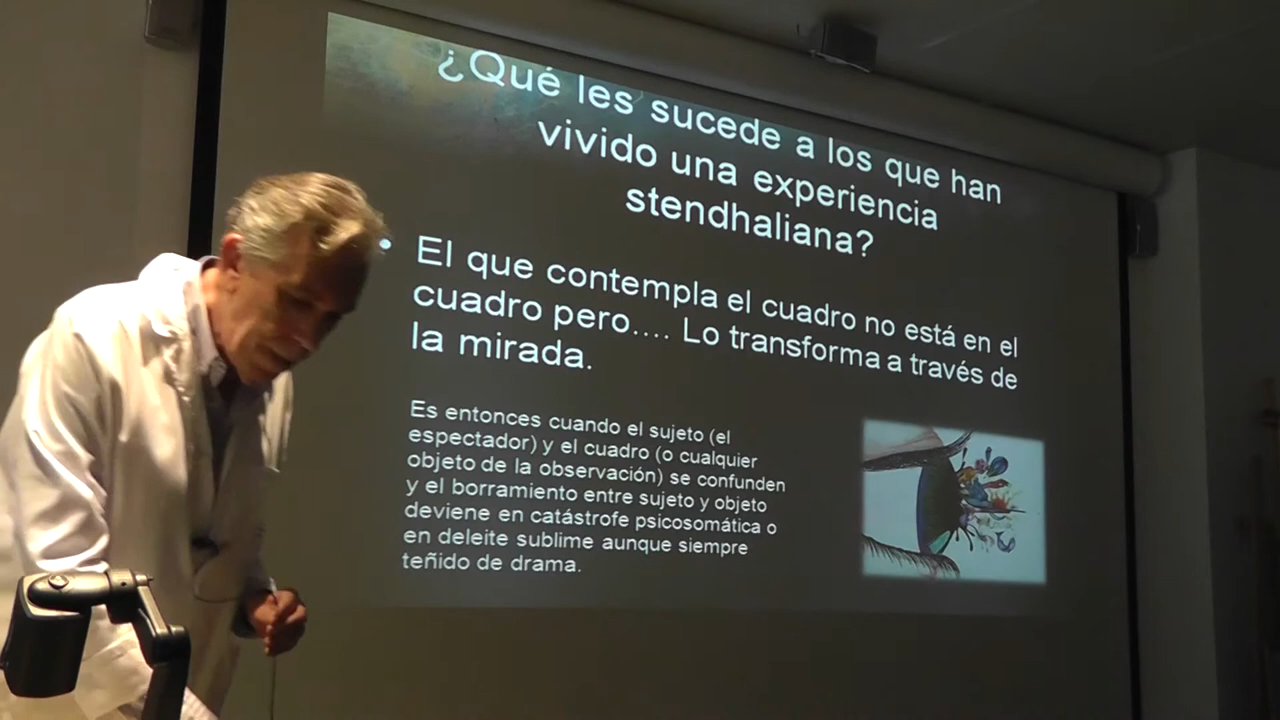 ¿Qué les sucede a los que han
vivido una experiencia
stendhaliana?
• El que contempla el cuadro no está en el
cuadro pero.... Lo transforma a través de
la mirada.
Es entonces cuando el sujeto (el
espectador) y el cuadro (o cualquier
objeto de la observación) se confunden
y el borramiento entre sujeto y objeto
deviene en catástrofe psicosomática o
en deleite sublime aunque siempre
teñido de drama.